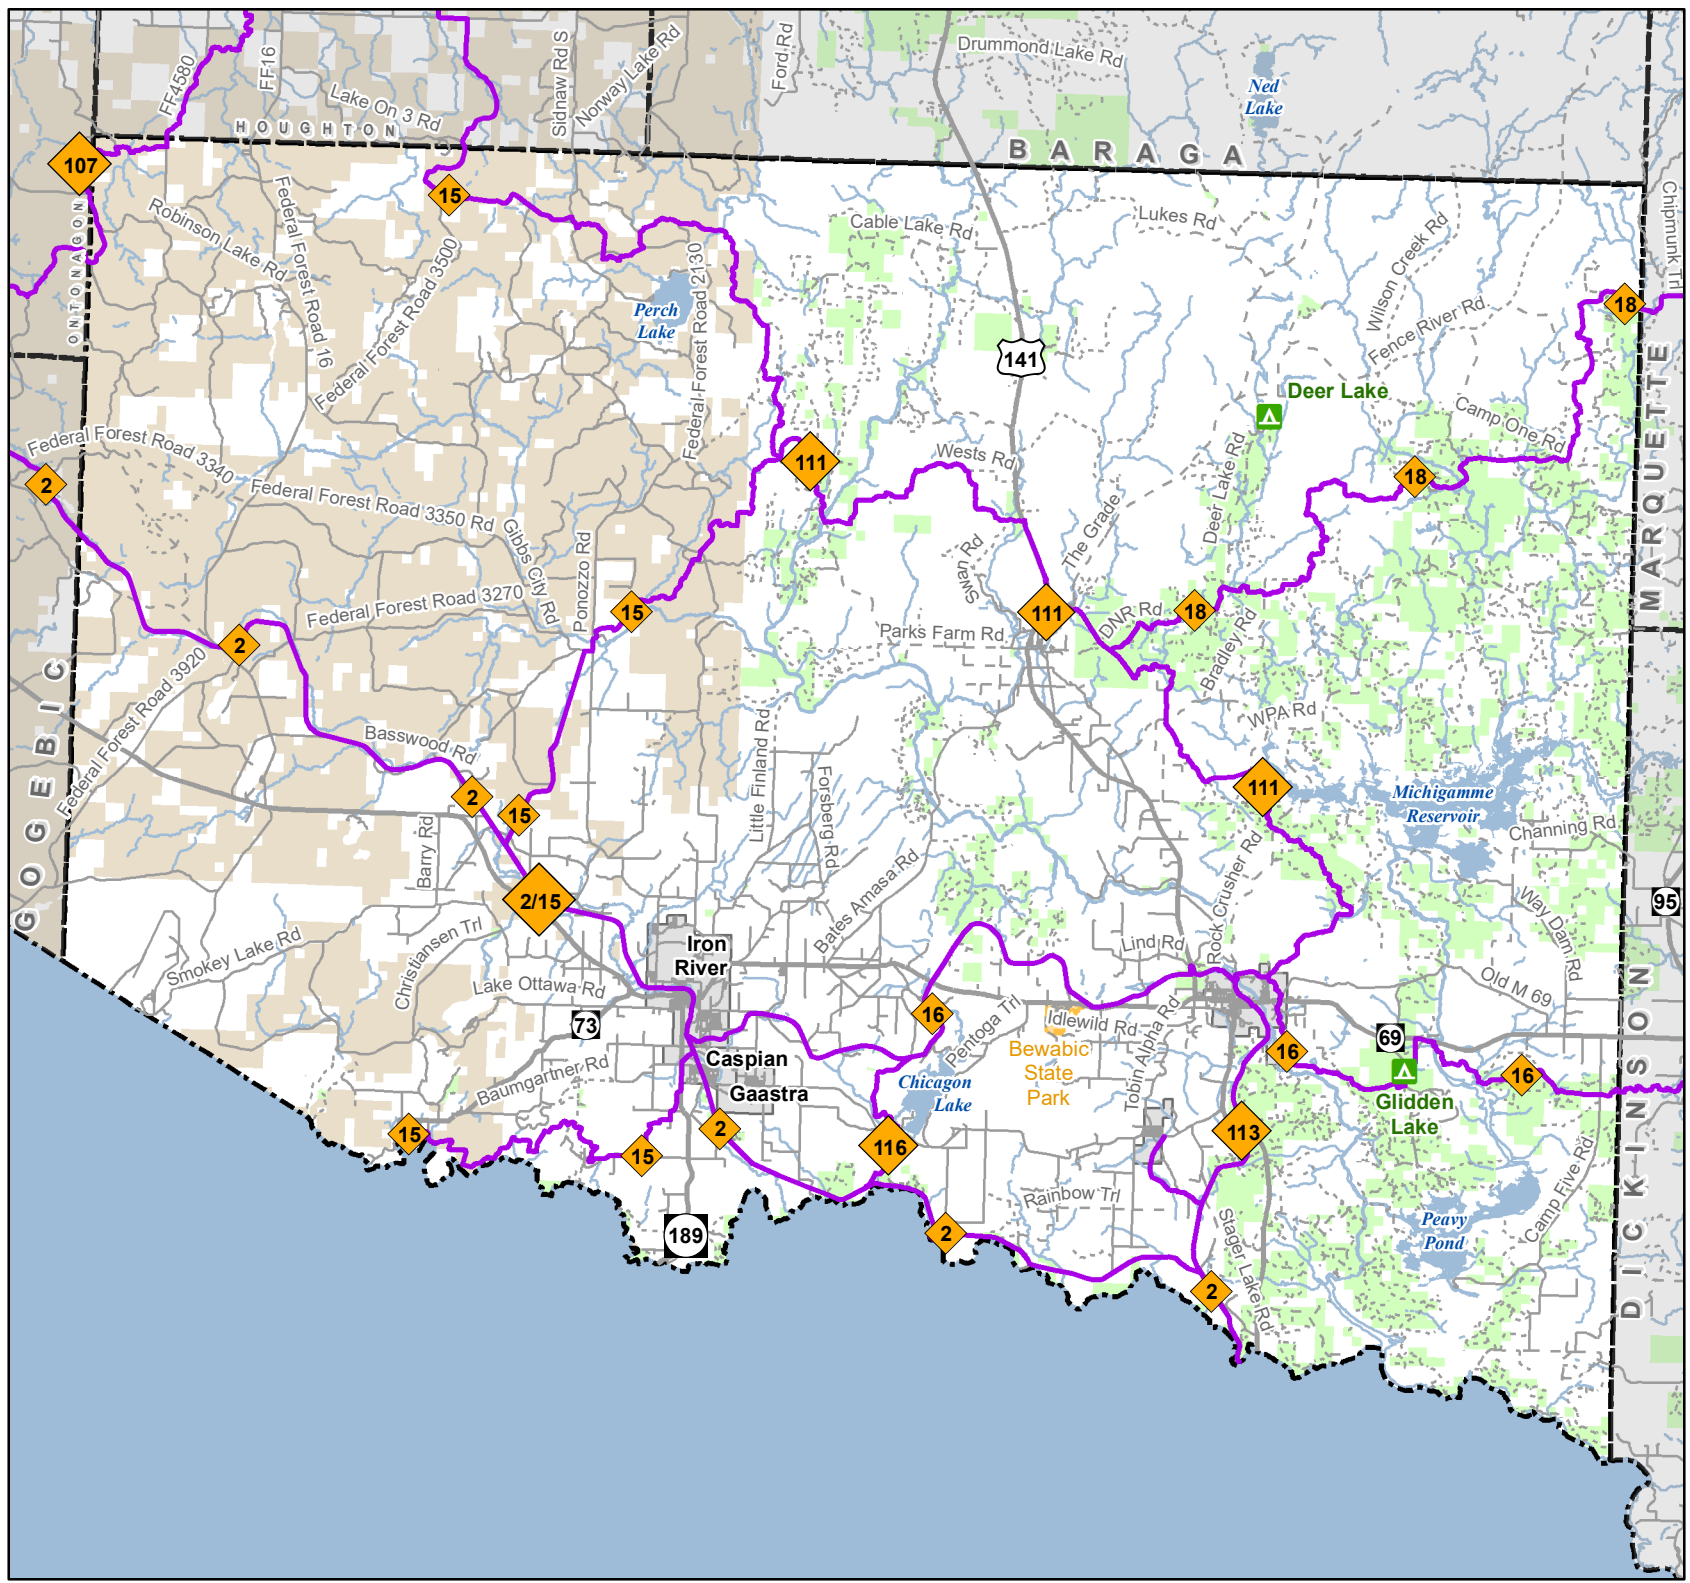 FF4580
FF16
Sidnaw Rd S
Norway Lake Rd
Ford Rd
Drummond Lake Rd
Ned
Lake
Lake On 3 Rd
HOUGHTON
BARAGA
107
15
ONTONAGON
Robinson Lake Rd
Federal Forest Road 16
Federal Forest Road 3500
Cable Lake Rd
Lukes Rd
Wilson Creek Rd
Chipmunk Trl
Perch
Lake
Federal Forest Road 2130
18
Fence River Rd
141
MARQUETTE
Deer Lake
Camp One Rd
Federal Forest Road 3340
2
111
Wests Rd
18
Federal Forest Road 3350 Rd
Gibbs City Rd
Ponozzo Rd
Deer Lake Rd
The Grade
Swan Rd
Federal Forest Road 3270
15
111
DNR Rd
18
Parks Farm Rd
Bradley Rd
2
Federal Forest Road 3920
GOGEBIC
WPA Rd
Basswood Rd
Little Finland Rd
Forsberg Rd
2
15
111
Michigamme
Reservoir
Channing Rd
Barry Rd
Bates Amasa Rd
Rock Crusher Rd
2/15
Way Dam Rd
95
Smokey Lake Rd
Christiansen Trl
Iron
River
Lind Rd
Lake Ottawa Rd
Old M 69
73
16
Pentoga Trl
Idlewild Rd
Tobin Alpha Rd
69
Bewabic
State
Park
16
16
Caspian
Gaastra
Chicagon
Lake
Baumgartner Rd
Glidden
Lake
15
15
2
116
113
DICKINSON
Camp Five Rd
Rainbow Trl
Stager Lake Rd
Peavy
Pond
189
2
2